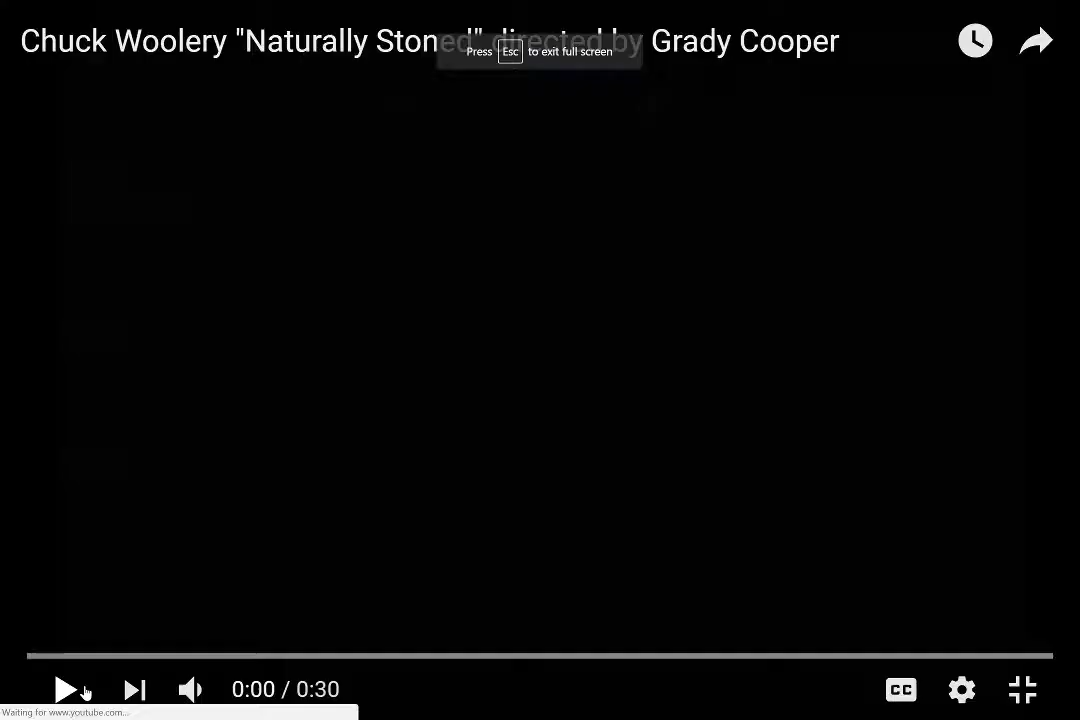 Chuck Woolery "Naturally Stoned" directed by Grady Cooper
Press Esc to exit full screen
0:00 / 0:30
CC
Waiting for www.youtube.com...